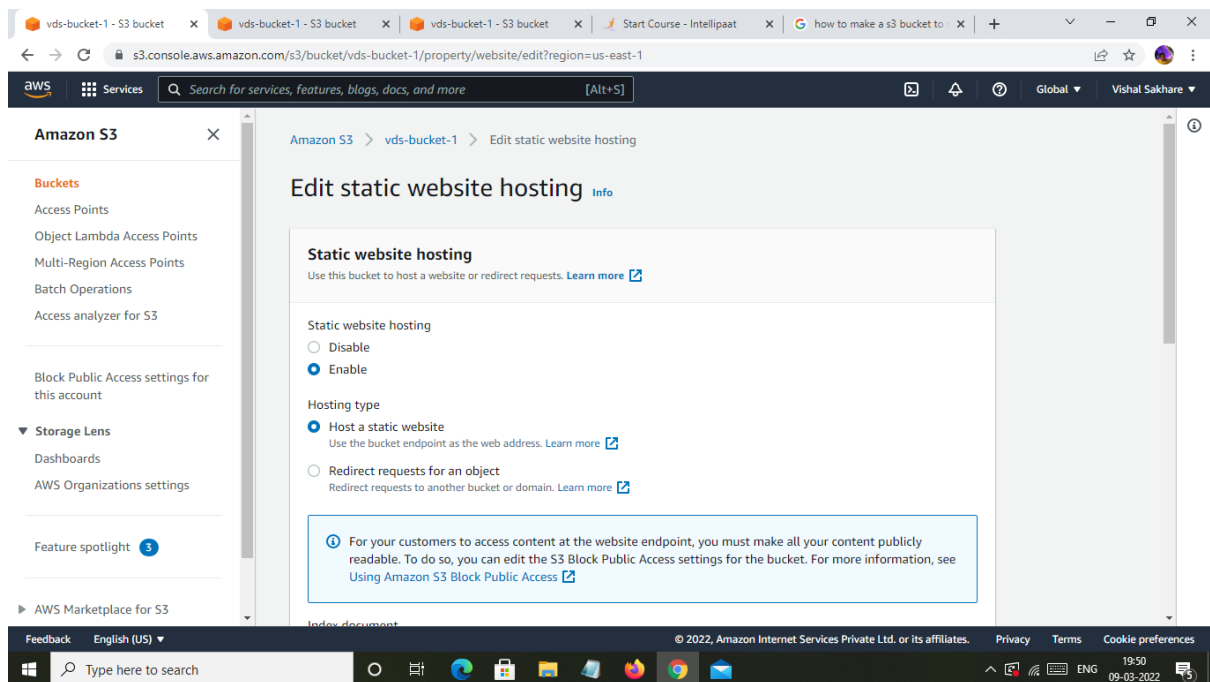 vds-bucket-1 - S3 bucket
vds-bucket-1 - S3 bucket
vds-bucket-1 - S3 bucket
Start Course - Intellipaat
how to make a s3 bucket to
s3.console.aws.amazon.com/s3/bucket/vds-bucket-1/property/website/edit?region=us-east-1
aws
Services
Search for services, features, blogs, docs, and more
[Alt+S]
Global
Vishal Sakhare
Amazon S3
Buckets
Access Points
Object Lambda Access Points
Multi-Region Access Points
Batch Operations
Access analyzer for S3
Block Public Access settings for
this account
Storage Lens
Dashboards
AWS Organizations settings
Feature spotlight 3
AWS Marketplace for S3
Amazon S3 > vds-bucket-1 > Edit static website hosting
Edit static website hosting Info
Static website hosting
Use this bucket to host a website or redirect requests. Learn more
Static website hosting
Disable
Enable
Hosting type
Host a static website
Use the bucket endpoint as the web address. Learn more
Redirect requests for an object
Redirect requests to another bucket or domain. Learn more
For your customers to access content at the website endpoint, you must make all your content publicly
readable. To do so, you can edit the S3 Block Public Access settings for the bucket. For more information, see
Using Amazon S3 Block Public Access
Index document
Feedback
English (US)
© 2022, Amazon Internet Services Private Ltd. or its affiliates.
Privacy
Terms
Cookie preferences
Type here to search
ENG
19:50
09-03-2022
5